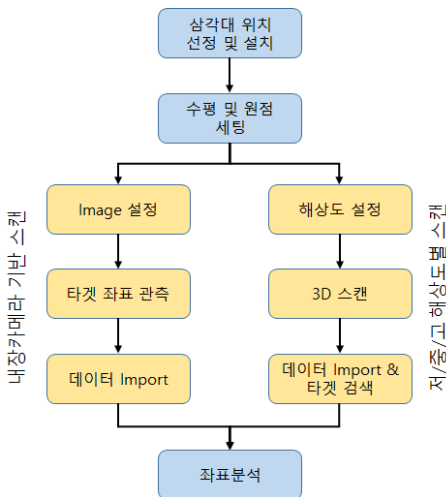 삼각대 위치
선정 및 설치
수평 및 원점
세팅
내장카메라 기반 스캔
Image 설정
타겟 좌표 관측
데이터 Import
저/중/고 해상도별 스캔
해상도 설정
3D 스캔
데이터 Import &
타겟 검색
좌표분석